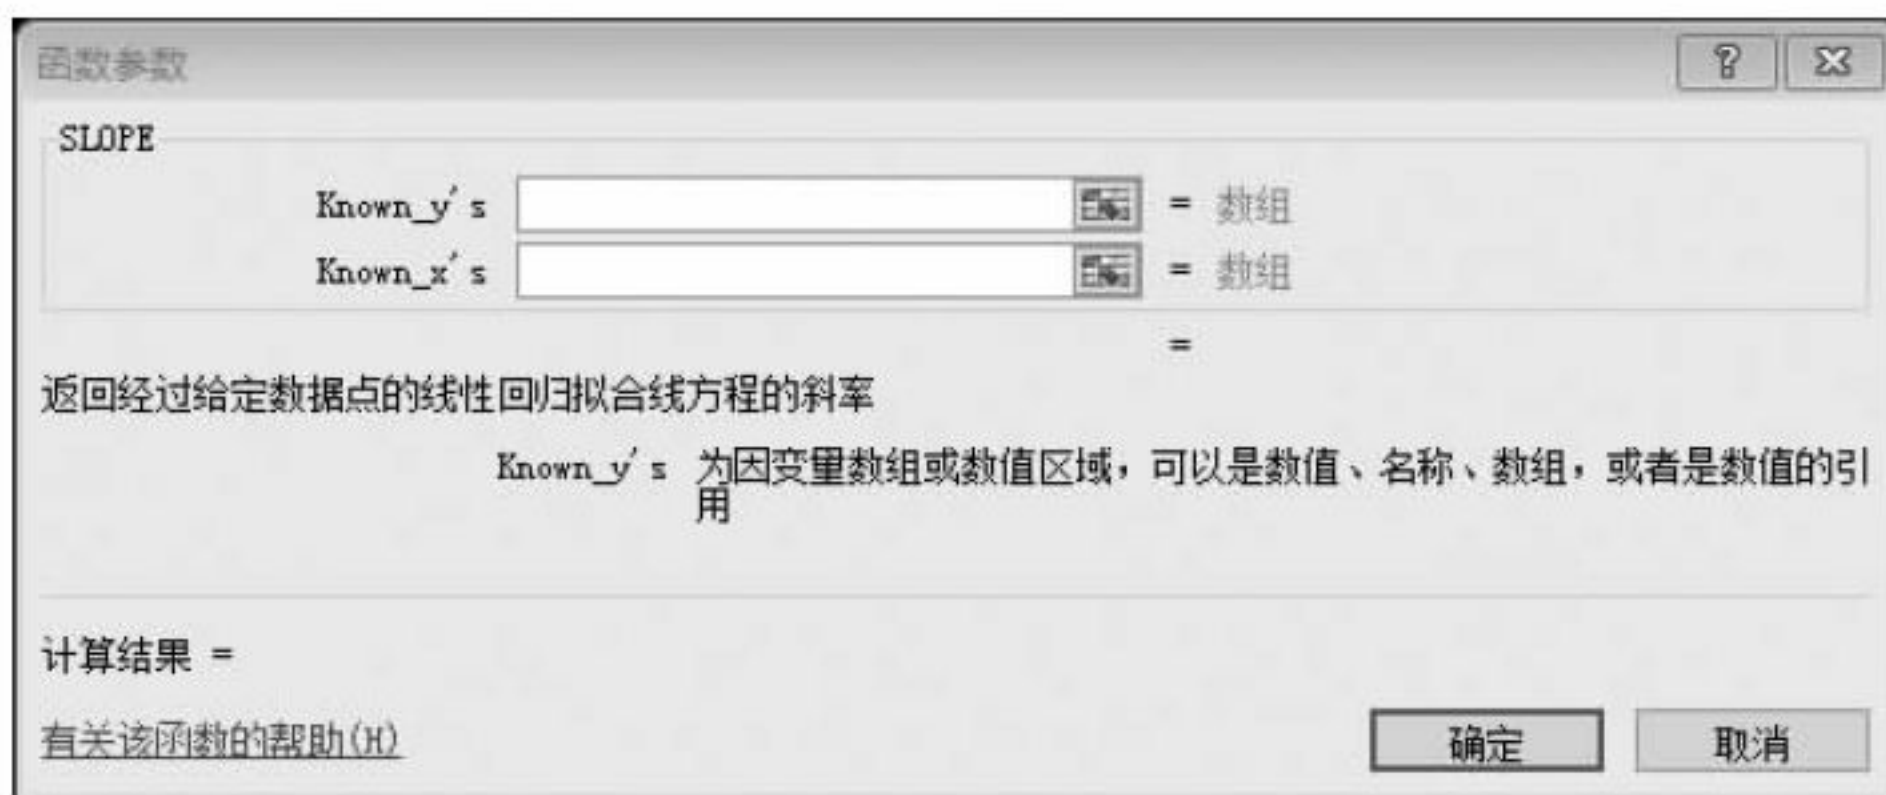 函数参数
SLOPE
Known_y's = 数组
Known_x's = 数组
=
返回经过给定数据点的线性回归拟合线方程的斜率
Known_y's 为因变量数组或数值区域，可以是数值、名称、数组，或者是数值的引
用
计算结果 =
有关该函数的帮助(H)
确定 取消